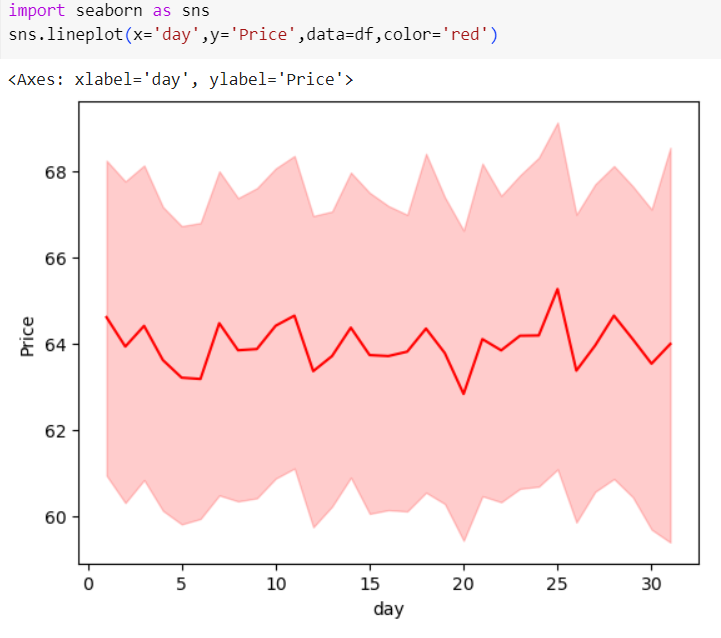 import seaborn as sns
sns.lineplot(x='day',y='Price',data=df,color='red')
<Axes: xlabel='day', ylabel='Price'>
68
66
64
62
60
Price
0 5 10 15 20 25 30
day